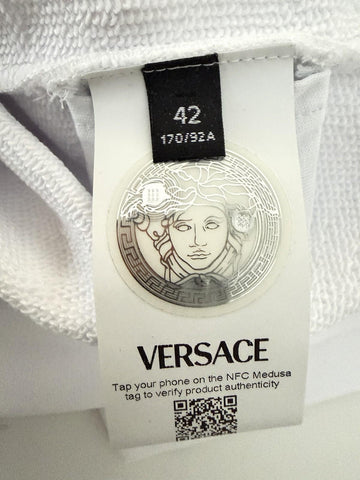 42
170/92A
VERSACE
Tap your phone on the NFC Medusa
tag to verify product authenticity